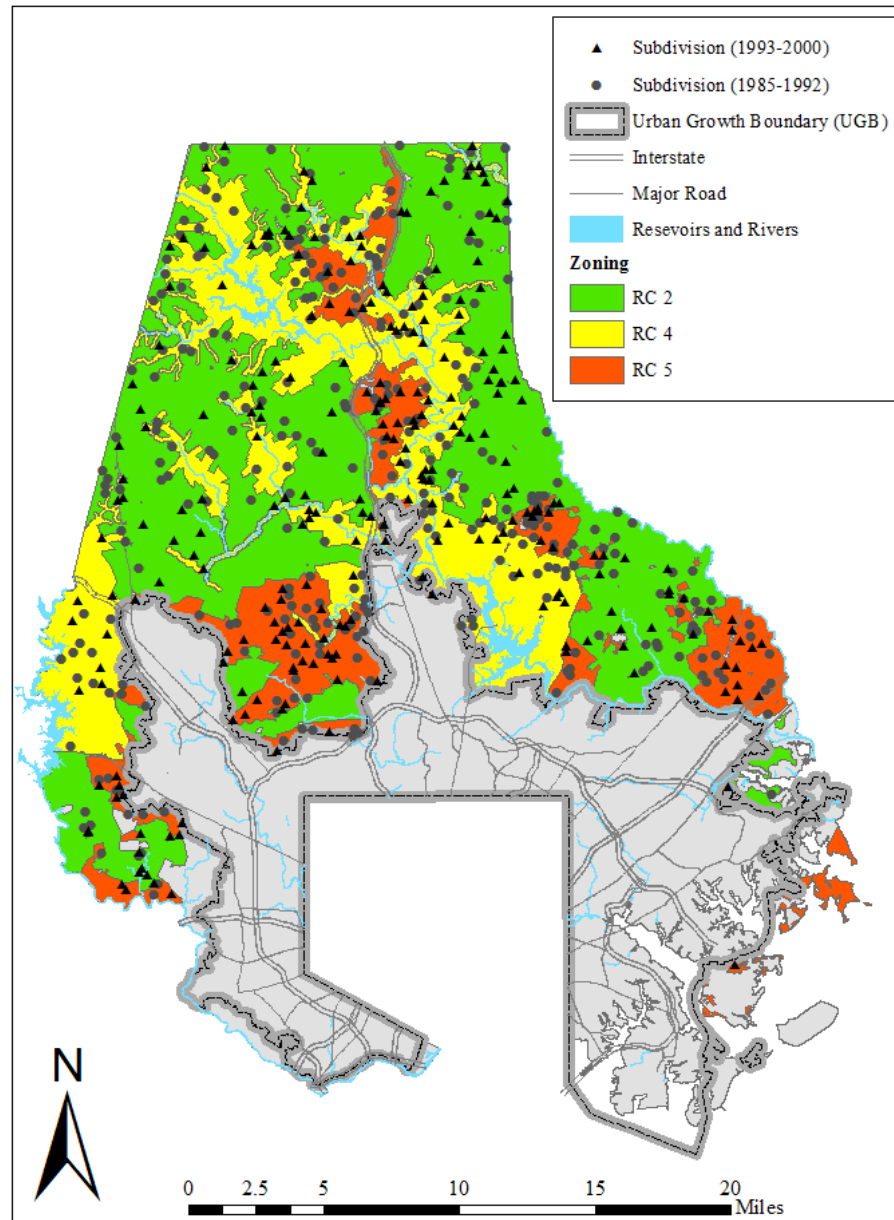 Subdivision (1993-2000)
Subdivision (1985-1992)
Urban Growth Boundary (UGB)
Interstate
Major Road
Resevoirs and Rivers
Zoning
RC 2
RC 4
RC 5
N
0 2.5 5 10 15 20
Miles